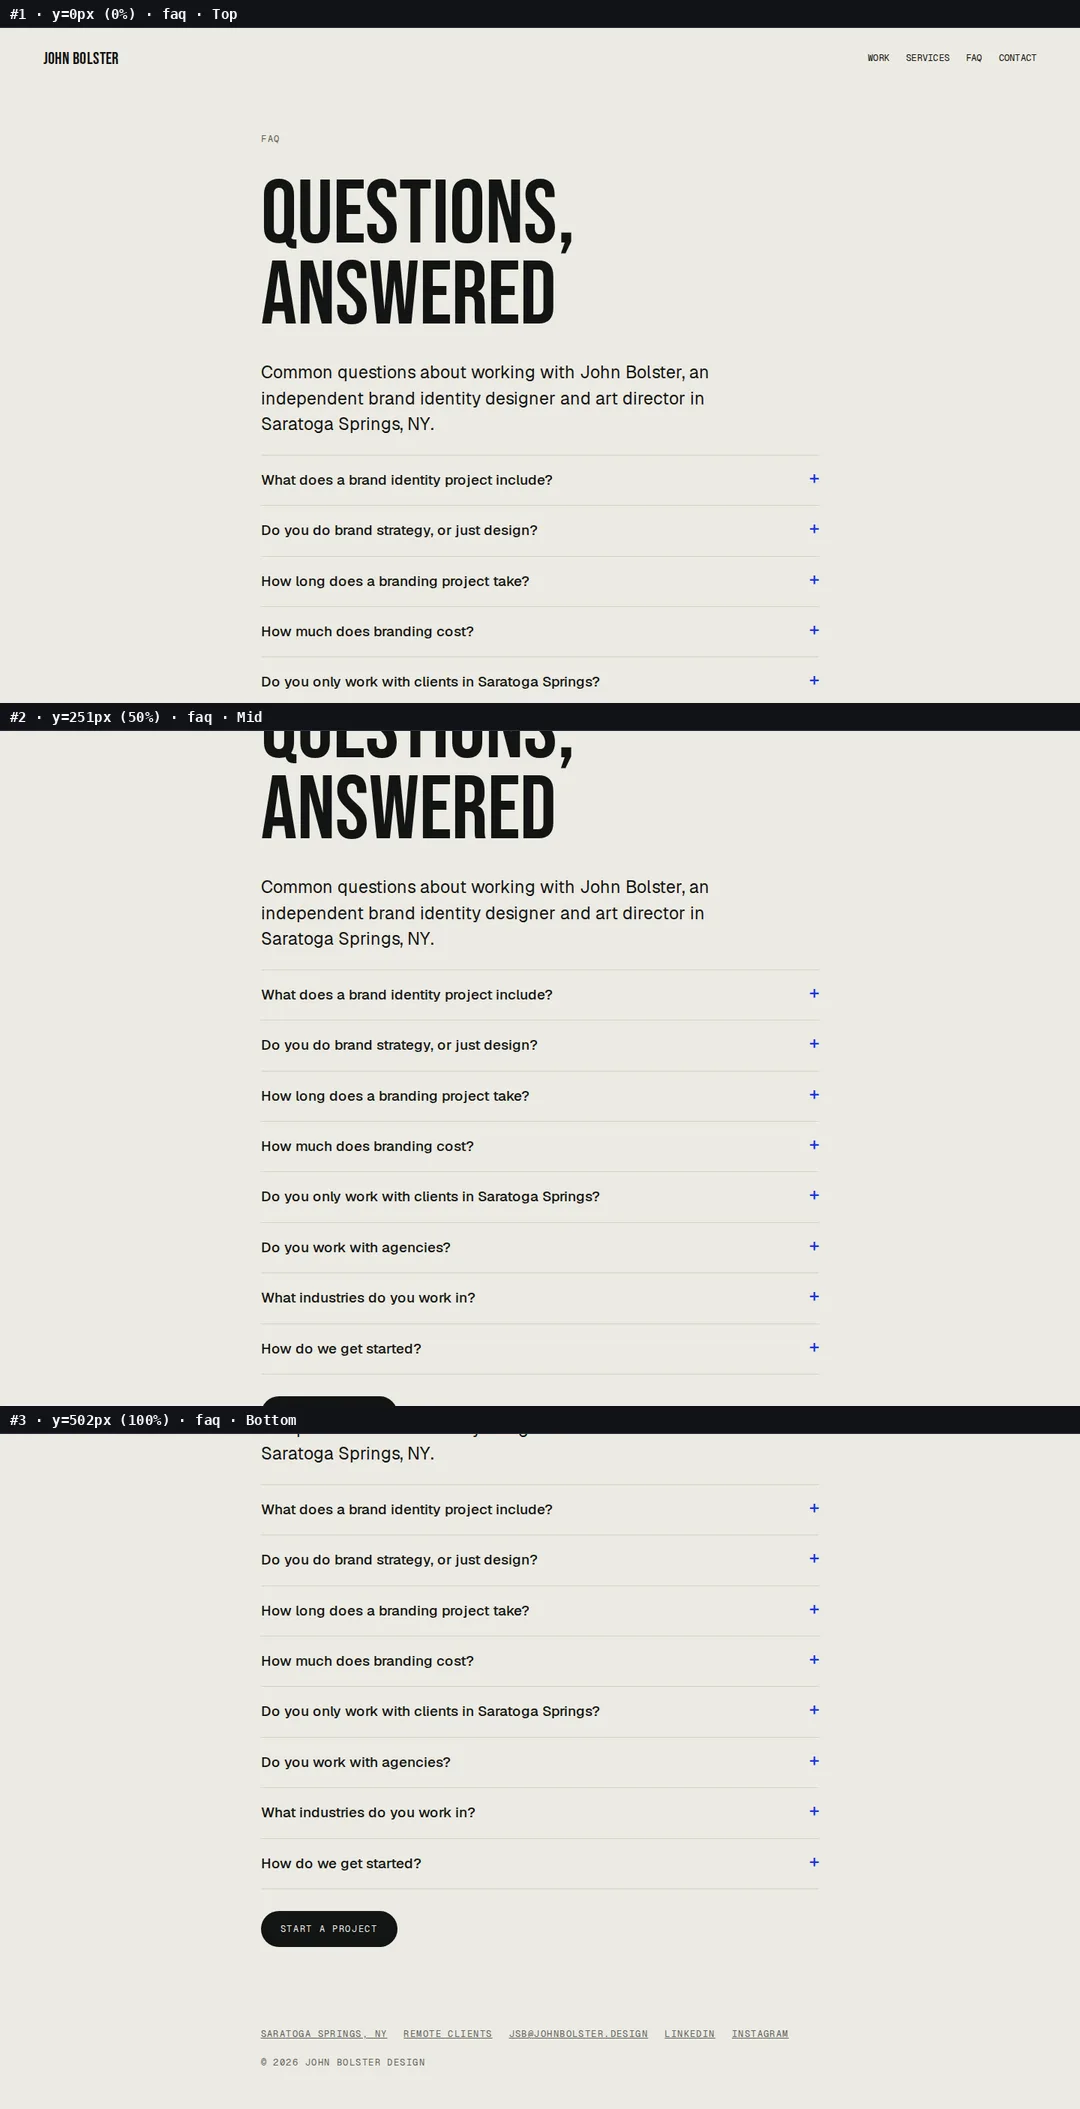 #1 · y=0px (0%) · faq · Top
JOHN BOLSTER
WORK SERVICES FAQ CONTACT
FAQ
QUESTIONS,
ANSWERED
Common questions about working with John Bolster, an
independent brand identity designer and art director in
Saratoga Springs, NY.
What does a brand identity project include? +
Do you do brand strategy, or just design? +
How long does a branding project take? +
How much does branding cost? +
Do you only work with clients in Saratoga Springs? +
#2 · y=251px (50%) · faq · Mid
QUESTIONS,
ANSWERED
Common questions about working with John Bolster, an
independent brand identity designer and art director in
Saratoga Springs, NY.
What does a brand identity project include? +
Do you do brand strategy, or just design? +
How long does a branding project take? +
How much does branding cost? +
Do you only work with clients in Saratoga Springs? +
Do you work with agencies? +
What industries do you work in? +
How do we get started? +
#3 · y=502px (100%) · faq · Bottom
Saratoga Springs, NY.
What does a brand identity project include? +
Do you do brand strategy, or just design? +
How long does a branding project take? +
How much does branding cost? +
Do you only work with clients in Saratoga Springs? +
Do you work with agencies? +
What industries do you work in? +
How do we get started? +
START A PROJECT
SARATOGA SPRINGS, NY REMOTE CLIENTS JSB@JOHNBOLSTER.DESIGN LINKEDIN INSTAGRAM
© 2026 JOHN BOLSTER DESIGN